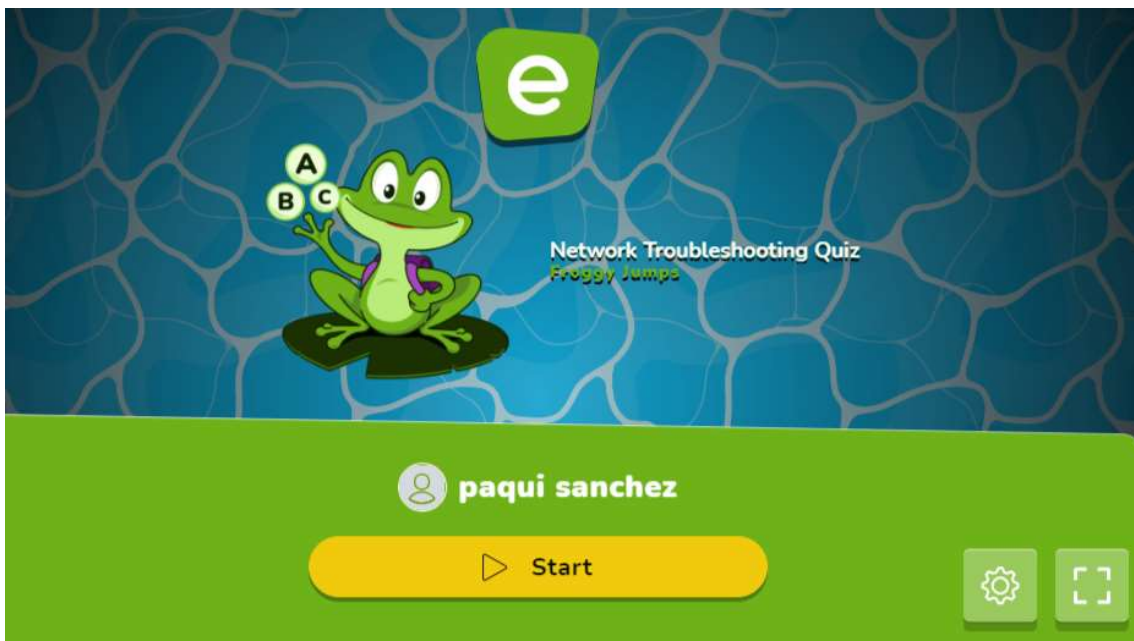 e
A
B C
Network Troubleshooting Quiz
Froggy Jumps
paqui sanchez
Start